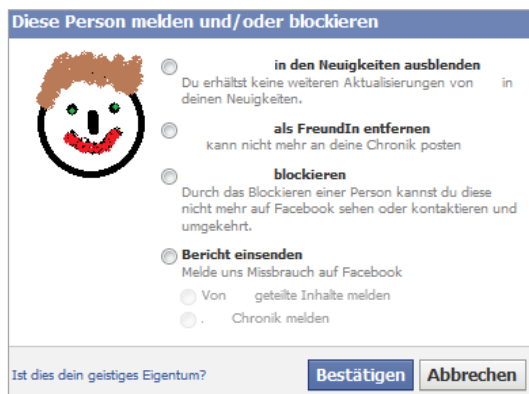 Diese Person melden und/oder blockieren
in den Neuigkeiten ausblenden
Du erhältst keine weiteren Aktualisierungen von in
deinen Neuigkeiten.
als FreundIn entfernen
kann nicht mehr an deine Chronik posten
blockieren
Durch das Blockieren einer Person kannst du diese
nicht mehr auf Facebook sehen oder kontaktieren und
umgekehrt.
Bericht einsenden
Melde uns Missbrauch auf Facebook
Von geteilte Inhalte melden
. Chronik melden
Ist dies dein geistiges Eigentum? Bestätigen Abbrechen